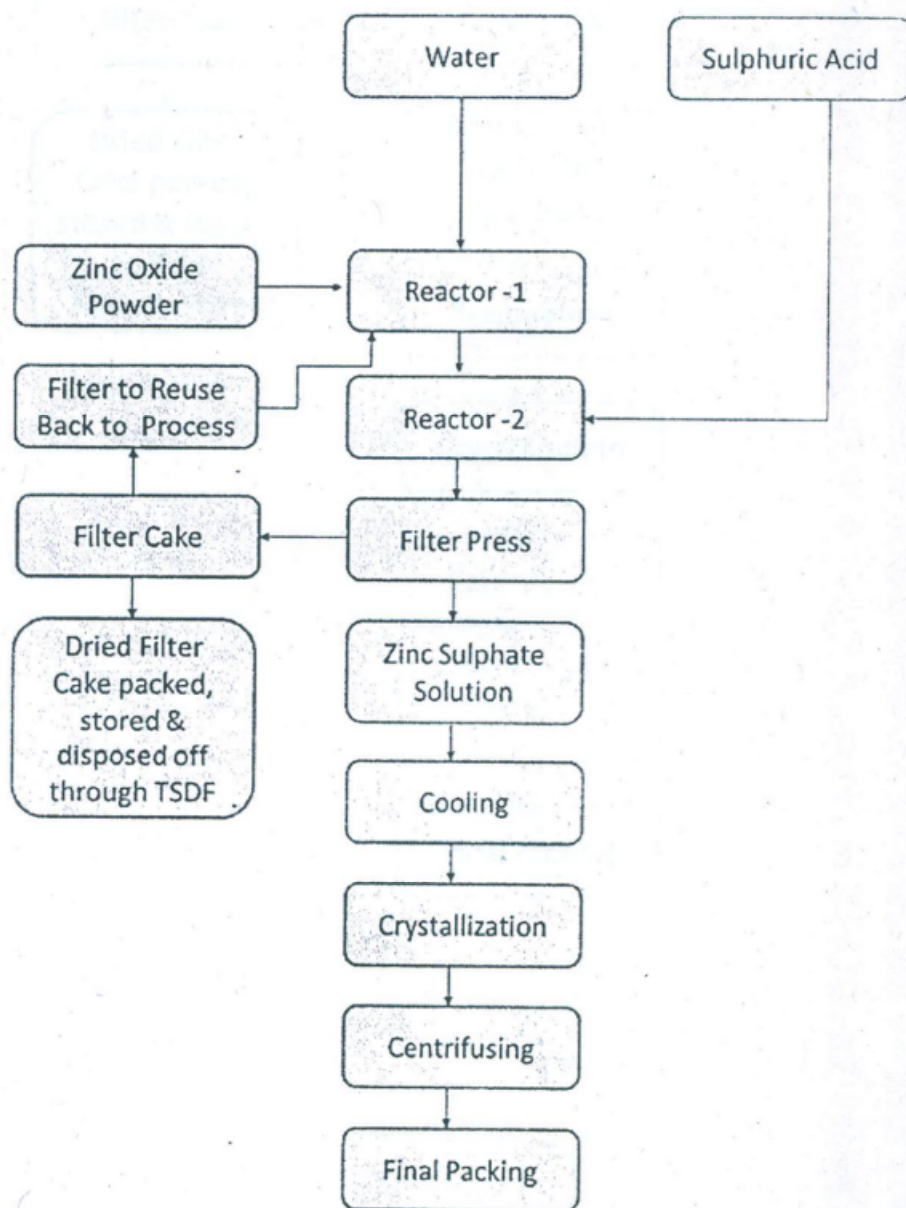 Water
Sulphuric Acid
Zinc Oxide
Powder
Reactor -1
Filter to Reuse
Back to Process
Reactor -2
Filter Cake
Filter Press
Dried Filter
Cake packed,
stored &
disposed off
through TSDF
Zinc Sulphate
Solution
Cooling
Crystallization
Centrifusing
Final Packing